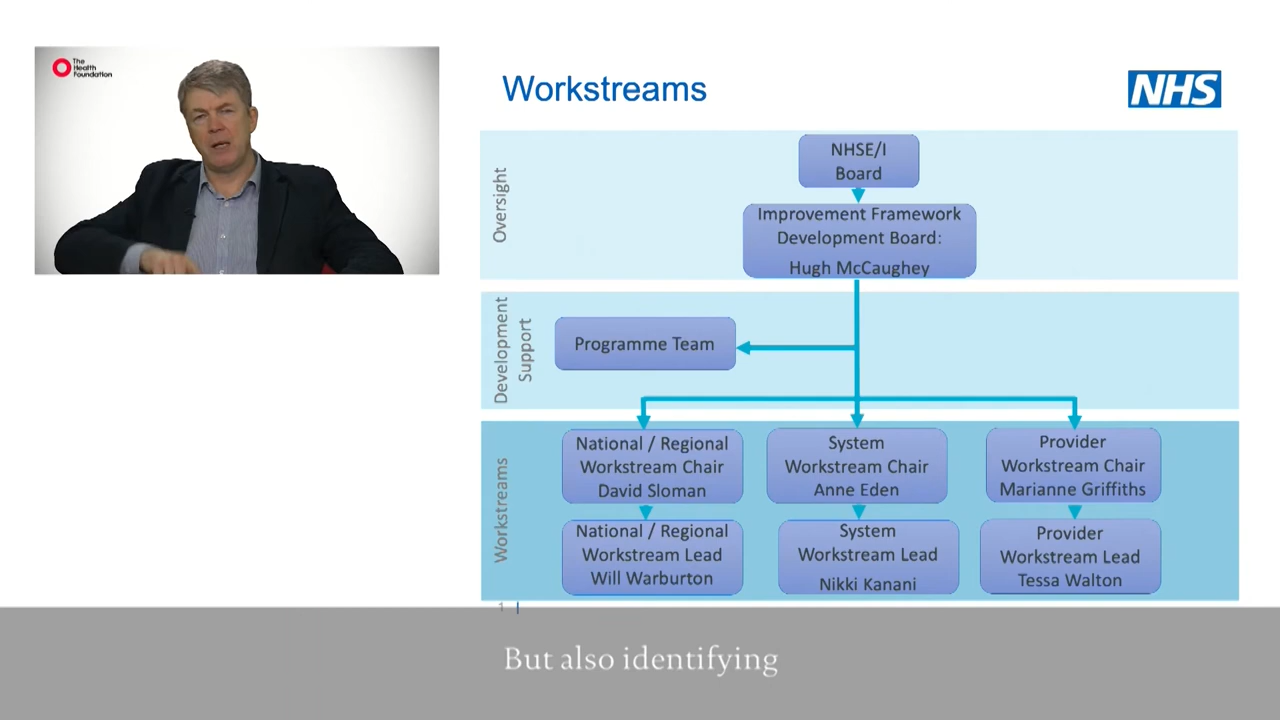 The
Health
Foundation
Workstreams
NHS
Oversight
NHSE/I
Board
Improvement Framework
Development Board:
Hugh McCaughey
Development
Support
Programme Team
Workstreams
National / Regional
Workstream Chair
David Sloman
System
Workstream Chair
Anne Eden
Provider
Workstream Chair
Marianne Griffiths
National / Regional
Workstream Lead
Will Warburton
System
Workstream Lead
Nikki Kanani
Provider
Workstream Lead
Tessa Walton
1
But also identifying